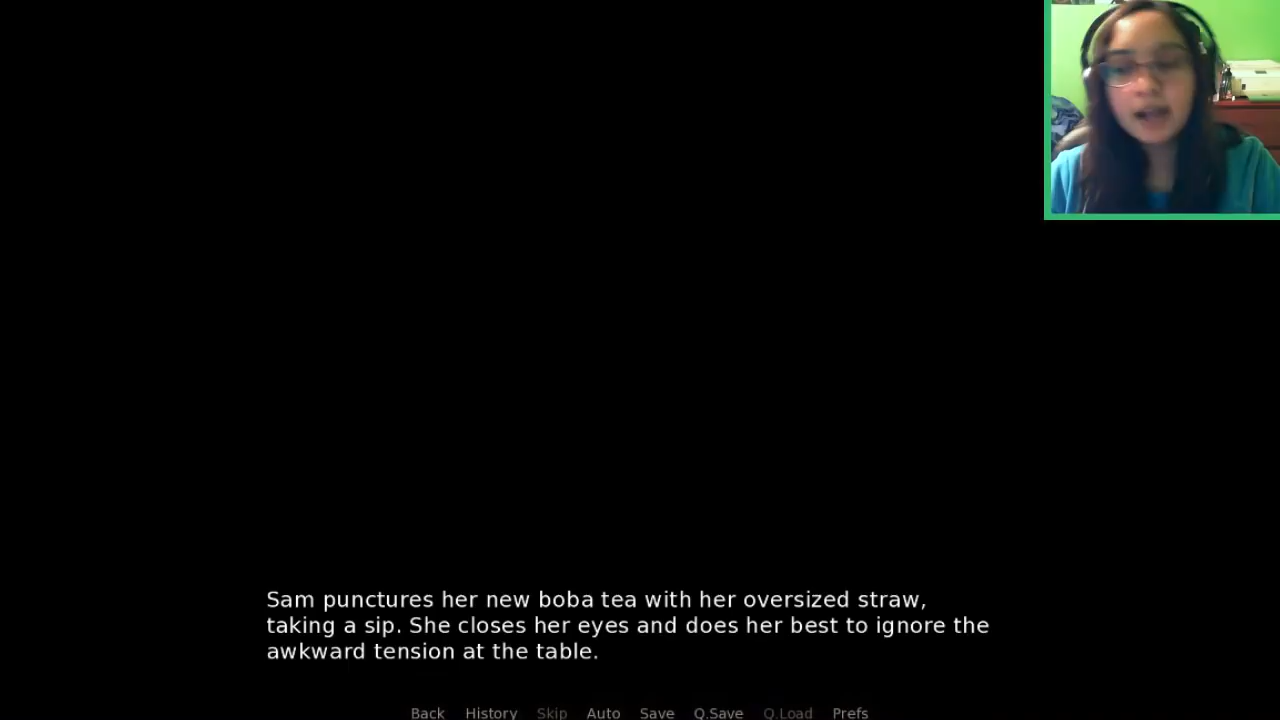 Sam punctures her new boba tea with her oversized straw,
taking a sip. She closes her eyes and does her best to ignore the
awkward tension at the table.
Back History Skip Auto Save Q.Save Q.Load Prefs